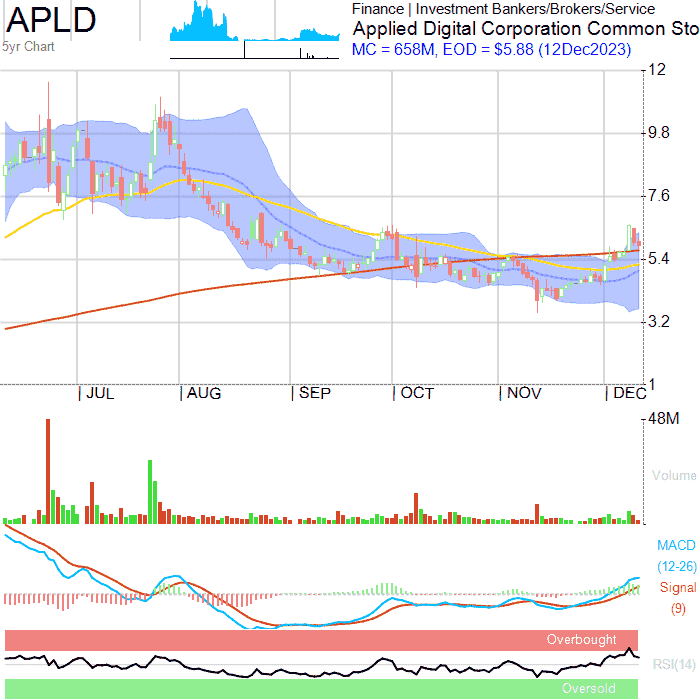 APLD
5yr Chart
Finance | Investment Bankers/Brokers/Service
Applied Digital Corporation Common Sto
MC = 658M, EOD = $5.88 (12Dec2023)
12
9.8
7.6
5.4
3.2
1
JUL
AUG
SEP
OCT
NOV
DEC
48M
Volume
MACD
(12-26)
Signal
(9)
Overbought
RSI(14)
Oversold